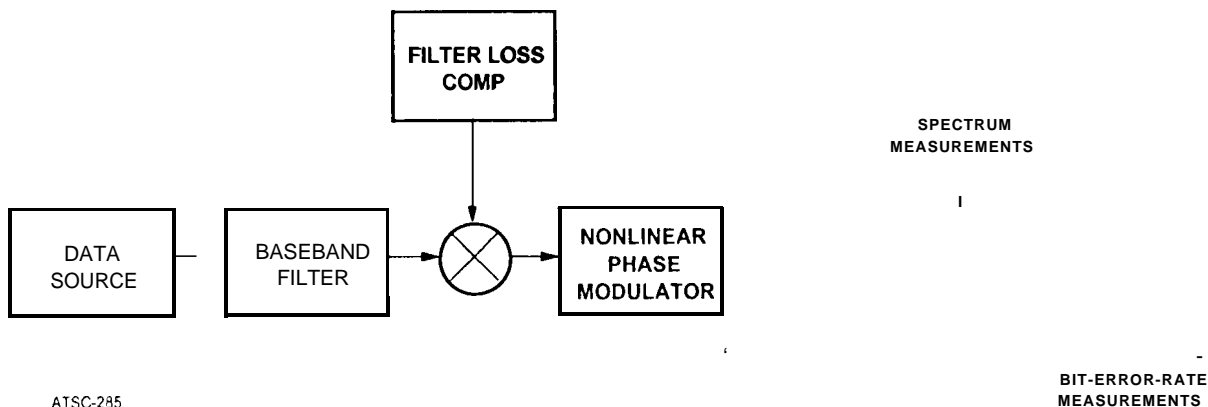 FILTER LOSS
COMP
SPECTRUM
MEASUREMENTS
DATA
SOURCE
BASEBAND
FILTER
NONLINEAR
PHASE
MODULATOR
BIT-ERROR-RATE
MEASUREMENTS
ATSC-285